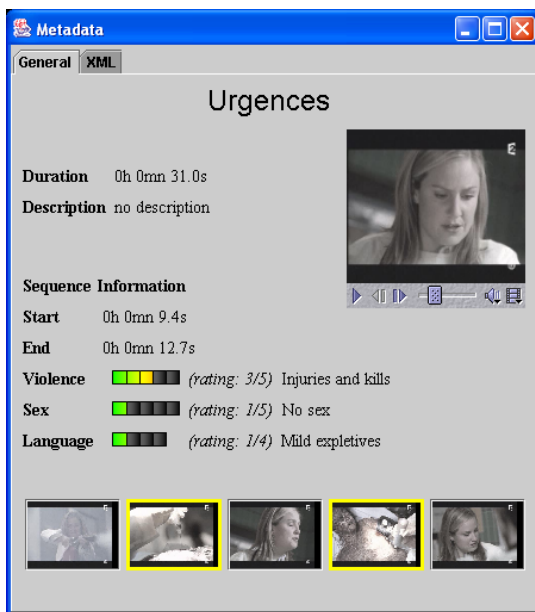 Metadata
General XML
Urgences
Duration 0h 0mn 31.0s
Description no description
Sequence Information
Start 0h 0mn 9.4s
End 0h 0mn 12.7s
Violence (rating: 3/5) Injuries and kills
Sex (rating: 1/5) No sex
Language (rating: 1/4) Mild expletives